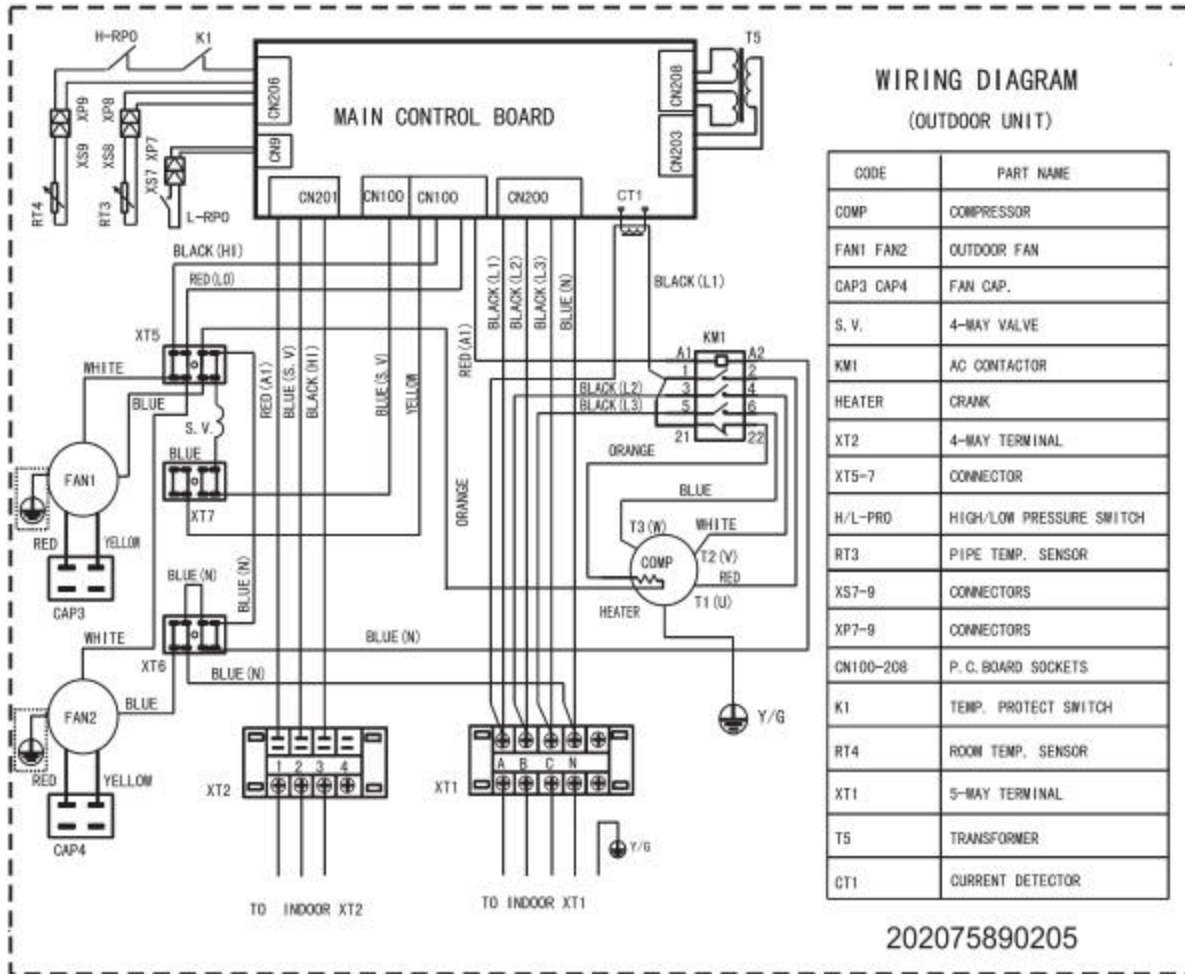 H-RPO
K1
T5
XP9
XP8
XS9
XS8
XS7 XP7
RT4
RT3
L-RPO
CN206
CN9
MAIN CONTROL BOARD
CN208
CN203
CN201
CN100
CN100
CN200
CT1
BLACK(HI)
RED(LO)
BLACK(L1)
BLACK(L2)
BLACK(L3)
BLUE(N)
BLACK(L1)
XT5
WHITE
BLUE
S.V.
BLUE
XT7
FAN1
RED
YELLOW
CAP3
RED(A1)
BLUE(S.V)
BLACK(HI)
BLUE(S.V)
YELLOW
RED(A1)
ORANGE
KM1
A1
A2
1
2
BLACK(L2)
3
4
BLACK(L3)
5
6
21
22
ORANGE
BLUE
T3(W)
WHITE
COMP
T2(V)
RED
HEATER
T1(U)
BLUE(N)
BLUE(N)
WHITE
XT6
BLUE(N)
BLUE(N)
FAN2
BLUE
RED
YELLOW
CAP4
Y/G
XT2
1 2 3 4
XT1
A B C N
Y/G
TO INDOOR XT2
TO INDOOR XT1
WIRING DIAGRAM
(OUTDOOR UNIT)
CODE PART NAME
COMP COMPRESSOR
FAN1 FAN2 OUTDOOR FAN
CAP3 CAP4 FAN CAP.
S.V. 4-WAY VALVE
KM1 AC CONTACTOR
HEATER CRANK
XT2 4-WAY TERMINAL
XT5-7 CONNECTOR
H/L-PRO HIGH/LOW PRESSURE SWITCH
RT3 PIPE TEMP. SENSOR
XS7-9 CONNECTORS
XP7-9 CONNECTORS
CN100-208 P.C.BOARD SOCKETS
K1 TEMP. PROTECT SWITCH
RT4 ROOM TEMP. SENSOR
XT1 5-WAY TERMINAL
T5 TRANSFORMER
CT1 CURRENT DETECTOR
202075890205